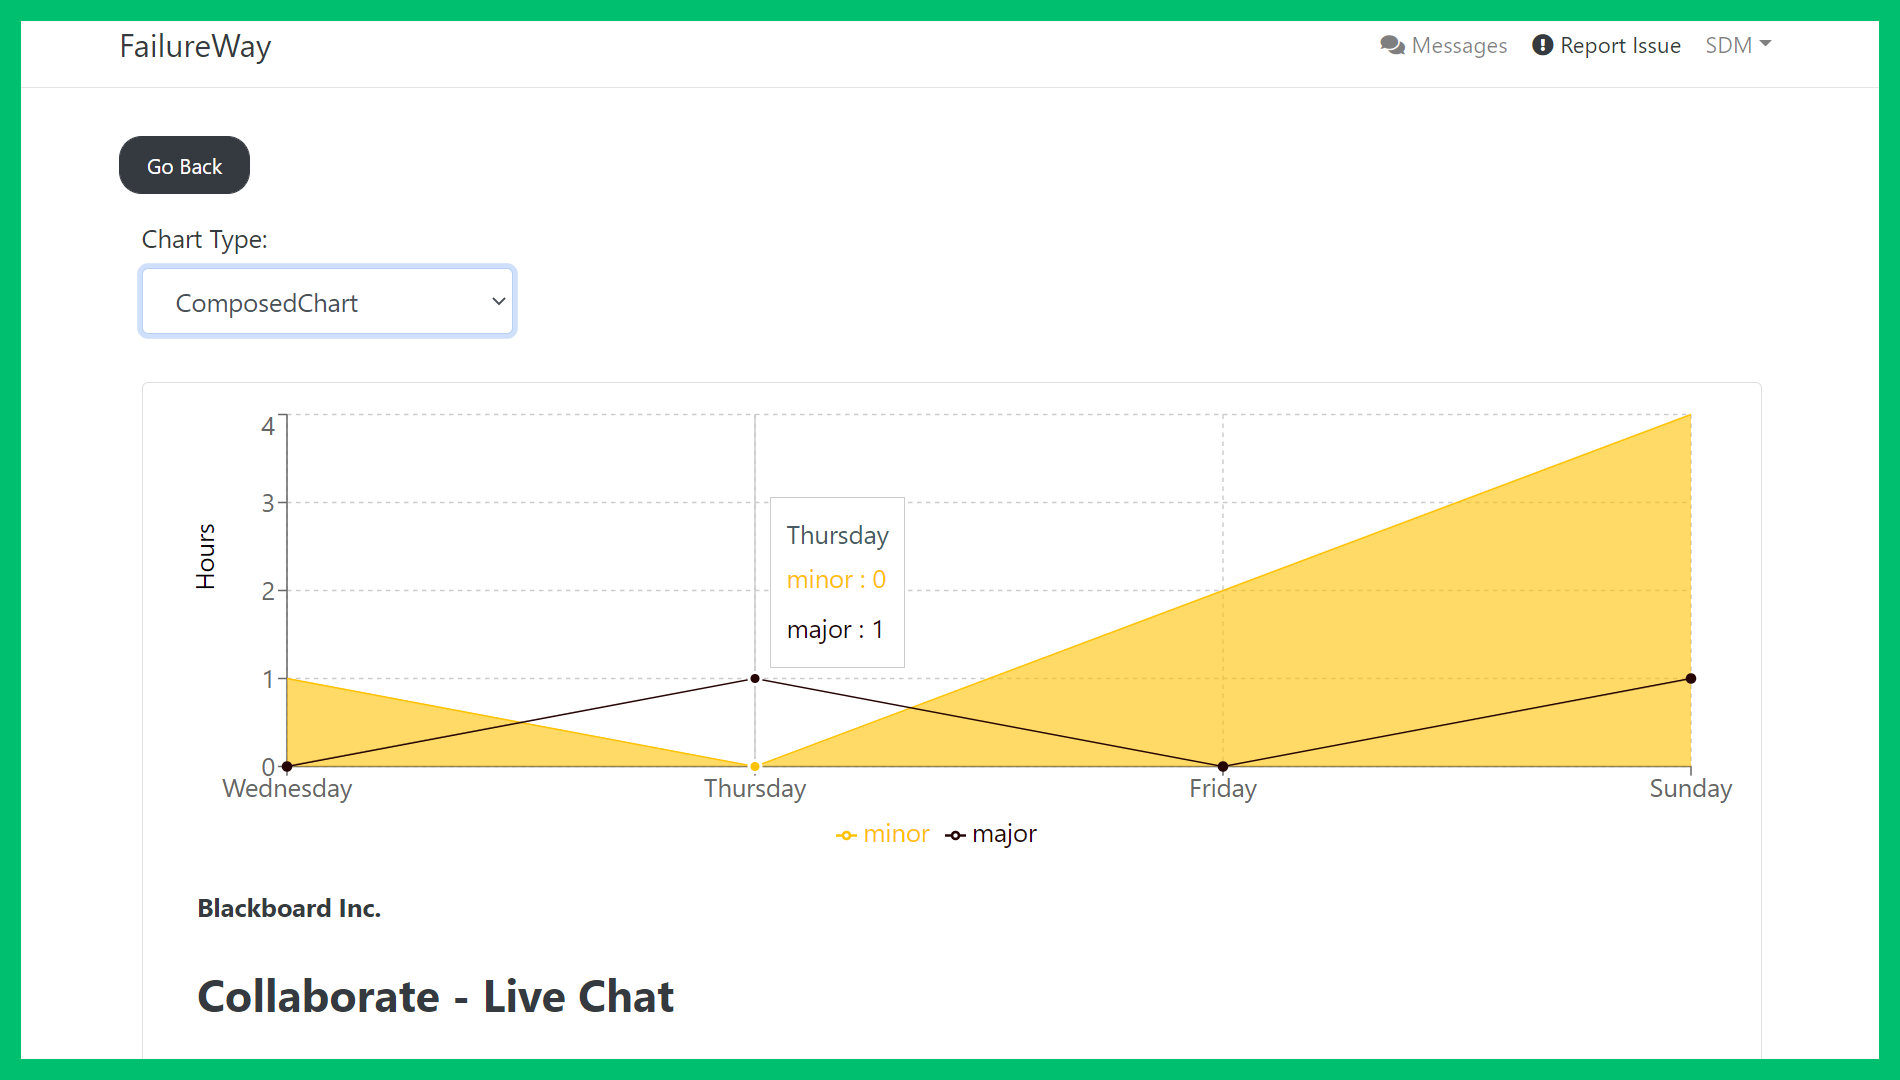 FailureWay
Messages Report Issue SDM
Go Back
Chart Type:
ComposedChart
4
3
2
1
0
Hours
Thursday
minor : 0
major : 1
Wednesday Thursday Friday Sunday
minor major
Blackboard Inc.
Collaborate - Live Chat